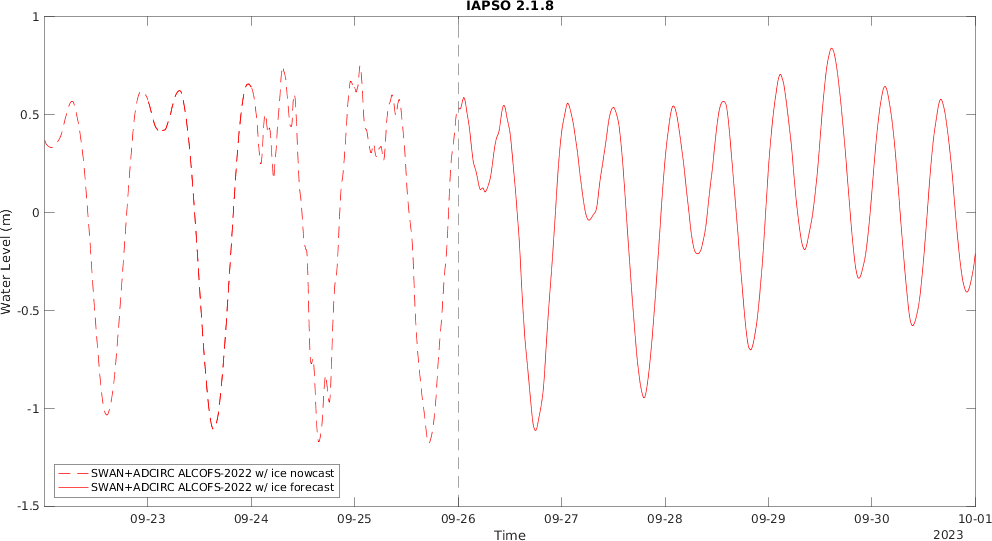 IAPSO 2.1.8
1
0.5
0
-0.5
-1
-1.5
Water Level (m)
SWAN+ADCIRC ALCOFS-2022 w/ ice nowcast
SWAN+ADCIRC ALCOFS-2022 w/ ice forecast
09-23 09-24 09-25 09-26 09-27 09-28 09-29 09-30 10-01
Time
2023